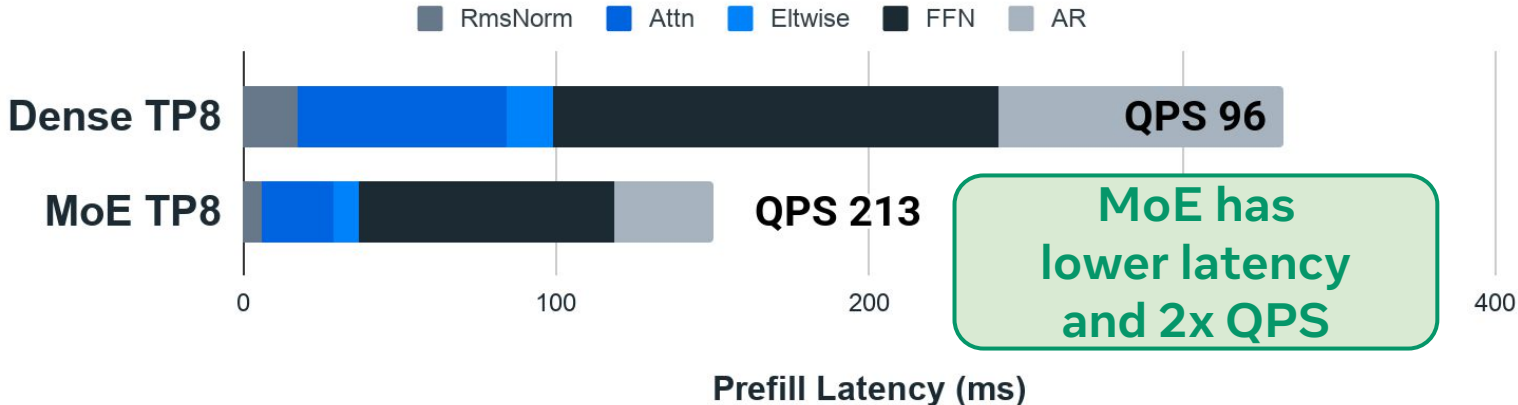 RmsNorm Attn Eltwise FFN AR
Dense TP8
QPS 96
MoE TP8
QPS 213
MoE has
lower latency
and 2x QPS
0 100 200 400
Prefill Latency (ms)